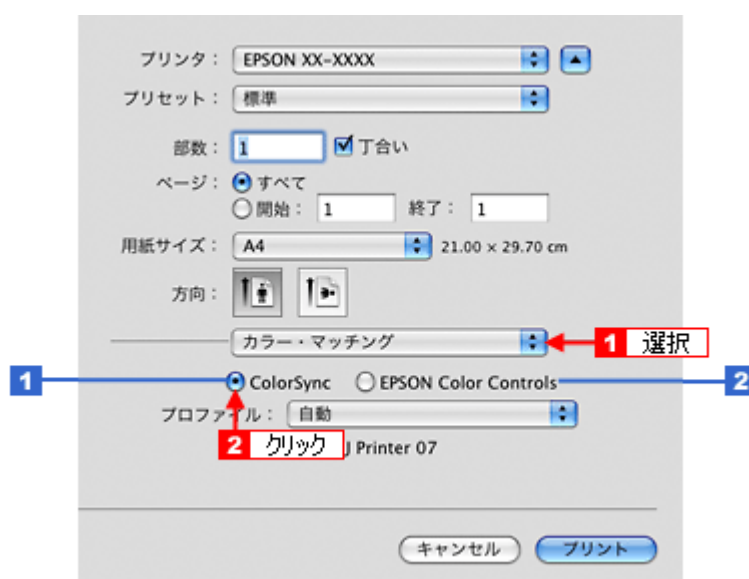 プリンタ： EPSON XX-XXXX
プリセット： 標準
部数： 1 丁合い
ページ： すべて
開始： 1 終了： 1
用紙サイズ： A4 21.00 × 29.70 cm
方向：
カラー・マッチング 1 選択
1 ColorSync EPSON Color Controls 2
プロファイル： 自動
2 クリック J Printer 07
キャンセル プリント